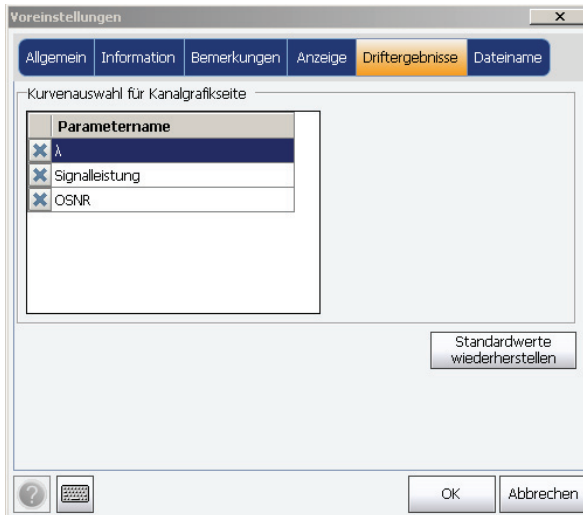 Voreinstellungen
Allgemein Information Bemerkungen Anzeige Driftergebnisse Dateiname
Kurvenauswahl für Kanalgrafikseite
Parametername
λ
Signalleistung
OSNR
Standardwerte
wiederherstellen
OK Abbrechen